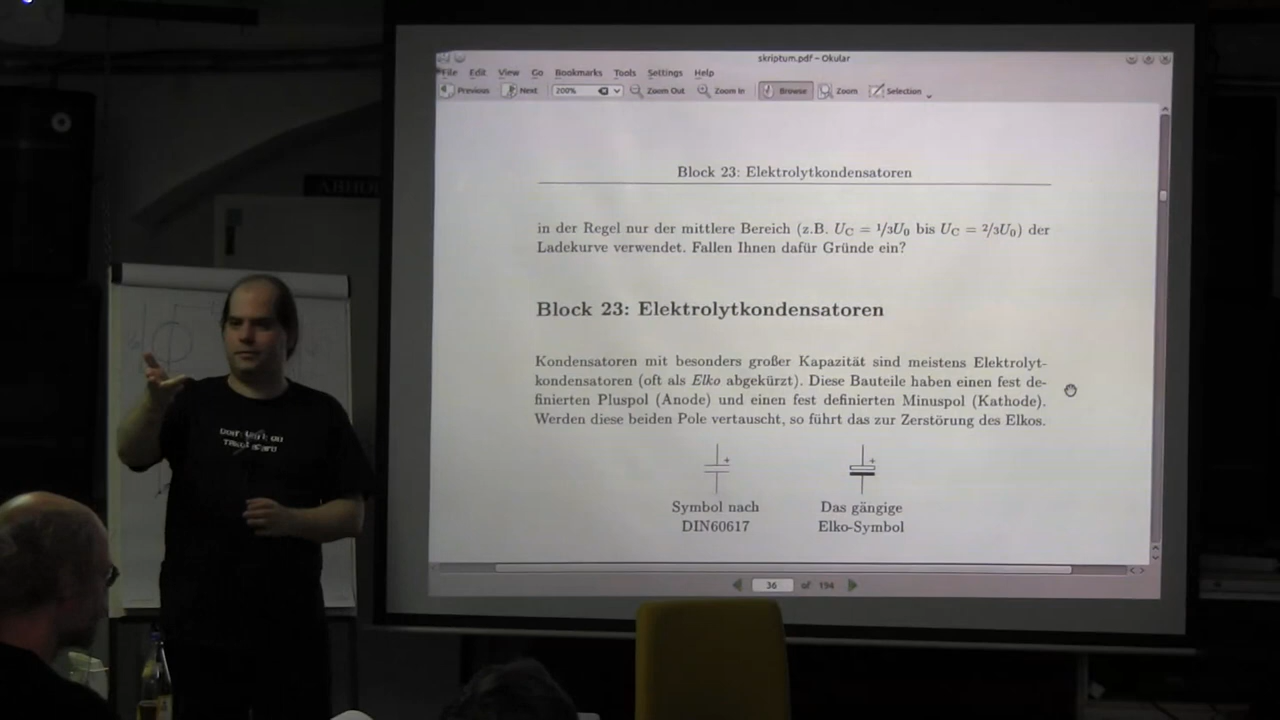 skriptum.pdf – Okular
File Edit View Go Bookmarks Tools Settings Help
Previous Next 200% Zoom Out Zoom In Browse Zoom Selection
Block 23: Elektrolytkondensatoren
in der Regel nur der mittlere Bereich (z.B. UC = 1/3U0 bis UC = 2/3U0) der
Ladekurve verwendet. Fallen Ihnen dafür Gründe ein?
Block 23: Elektrolytkondensatoren
Kondensatoren mit besonders großer Kapazität sind meistens Elektrolyt-
kondensatoren (oft als Elko abgekürzt). Diese Bauteile haben einen fest de-
finierten Pluspol (Anode) und einen fest definierten Minuspol (Kathode).
Werden diese beiden Pole vertauscht, so führt das zur Zerstörung des Elkos.
+ +
Symbol nach Das gängige
DIN60617 Elko-Symbol
36 of 194